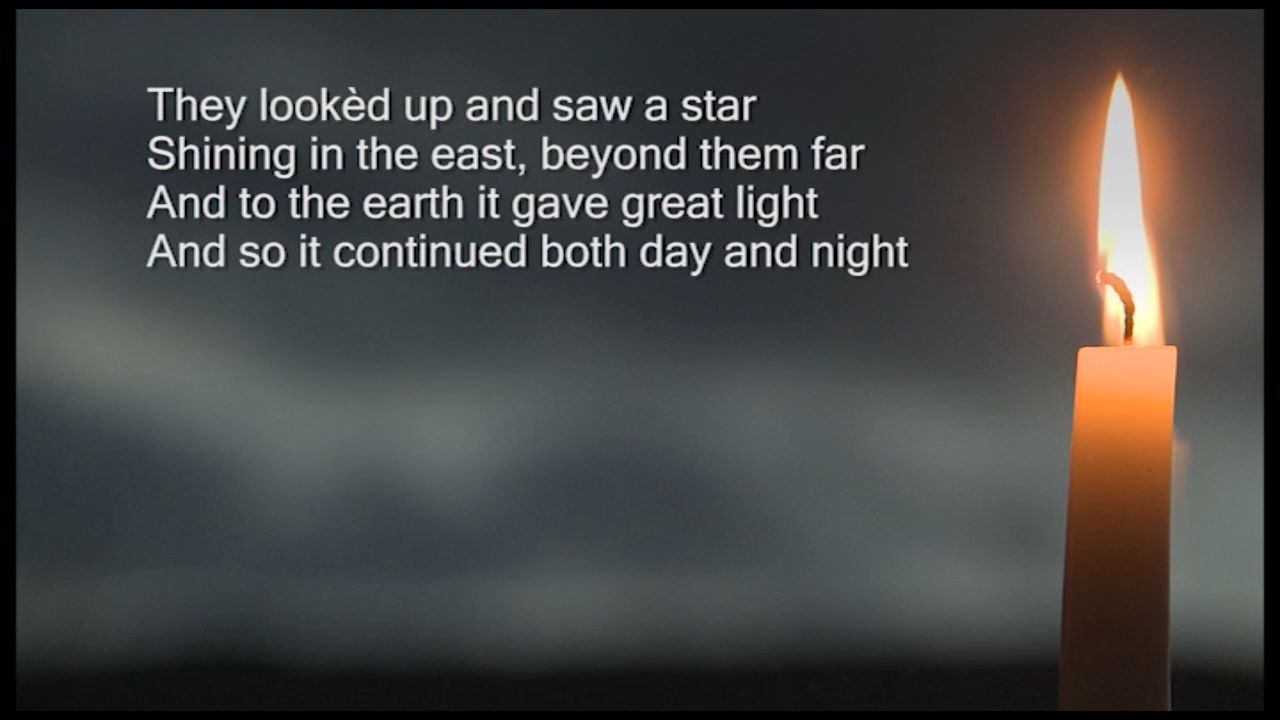 They lookèd up and saw a star
Shining in the east, beyond them far
And to the earth it gave great light
And so it continued both day and night